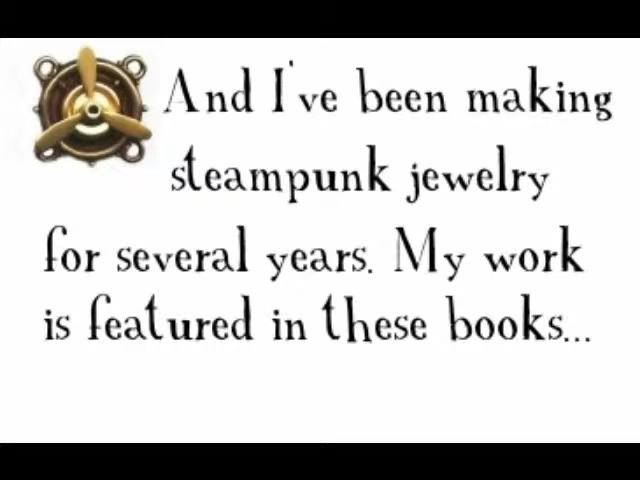 And I've been making
steampunk jewelry
for several years. My work
is featured in these books...